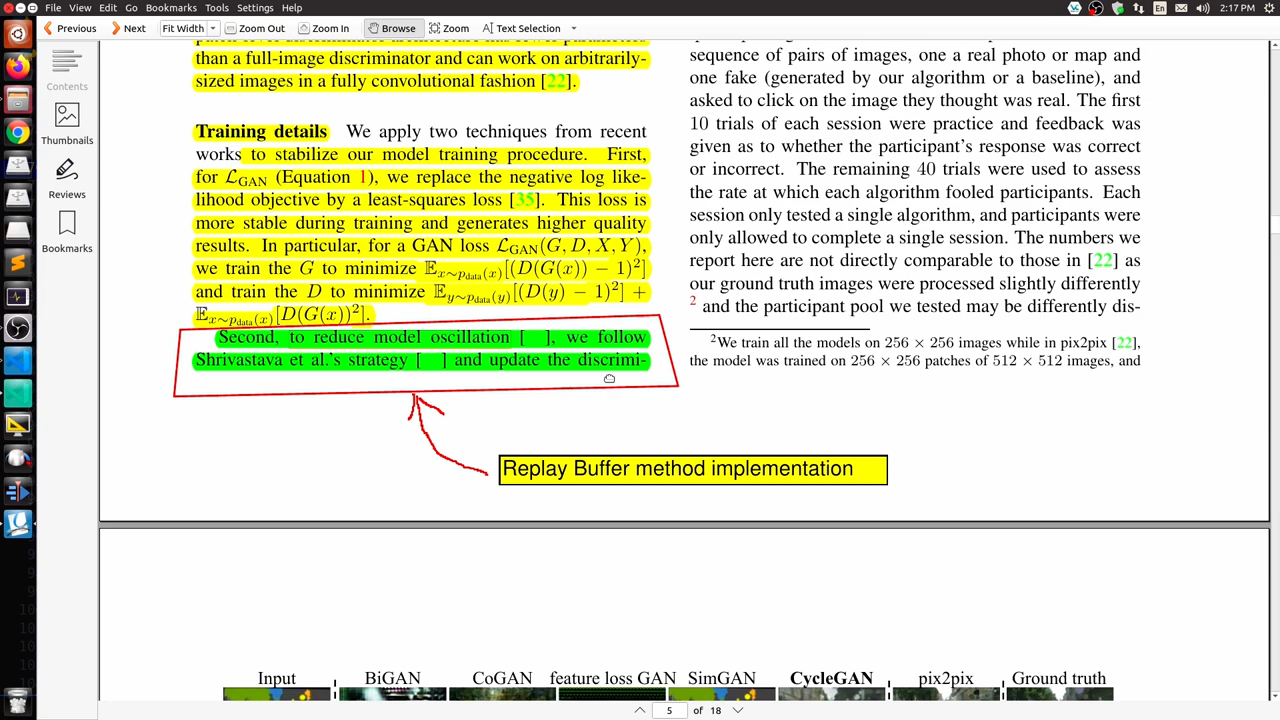 File Edit View Documents Tools Settings Help
En 2:17 PM
Previous Next Fit Width Zoom Out Zoom In Browse Zoom Text Selection
Contents
Thumbnails
Reviews
Bookmarks
than a full-image discriminator and can work on arbitrarily-
sized images in a fully convolutional fashion [22].
Training details We apply two techniques from recent
works to stabilize our model training procedure. First,
for ℒGAN (Equation 1), we replace the negative log like-
lihood objective by a least-squares loss [35]. This loss is
more stable during training and generates higher quality
results. In particular, for a GAN loss ℒGAN(G, D, X, Y),
we train the G to minimize 𝔼x∼pdata(x)[(D(G(x)) − 1)²]
and train the D to minimize 𝔼y∼pdata(y)[(D(y) − 1)²] +
𝔼x∼pdata(x)[D(G(x))²].
Second, to reduce model oscillation [ ], we follow
Shrivastava et al.'s strategy [ ] and update the discrimi-
sequence of pairs of images, one a real photo or map and
one fake (generated by our algorithm or a baseline), and
asked to click on the image they thought was real. The first
10 trials of each session were practice and feedback was
given as to whether the participant's response was correct
or incorrect. The remaining 40 trials were used to assess
the rate at which each algorithm fooled participants. Each
session only tested a single algorithm, and participants were
only allowed to complete a single session. The numbers we
report here are not directly comparable to those in [22] as
our ground truth images were processed slightly differently
2 and the participant pool we tested may be differently dis-
²We train all the models on 256 × 256 images while in pix2pix [22],
the model was trained on 256 × 256 patches of 512 × 512 images, and
Replay Buffer method implementation
Input BiGAN CoGAN feature loss GAN SimGAN CycleGAN pix2pix Ground truth
5 of 18